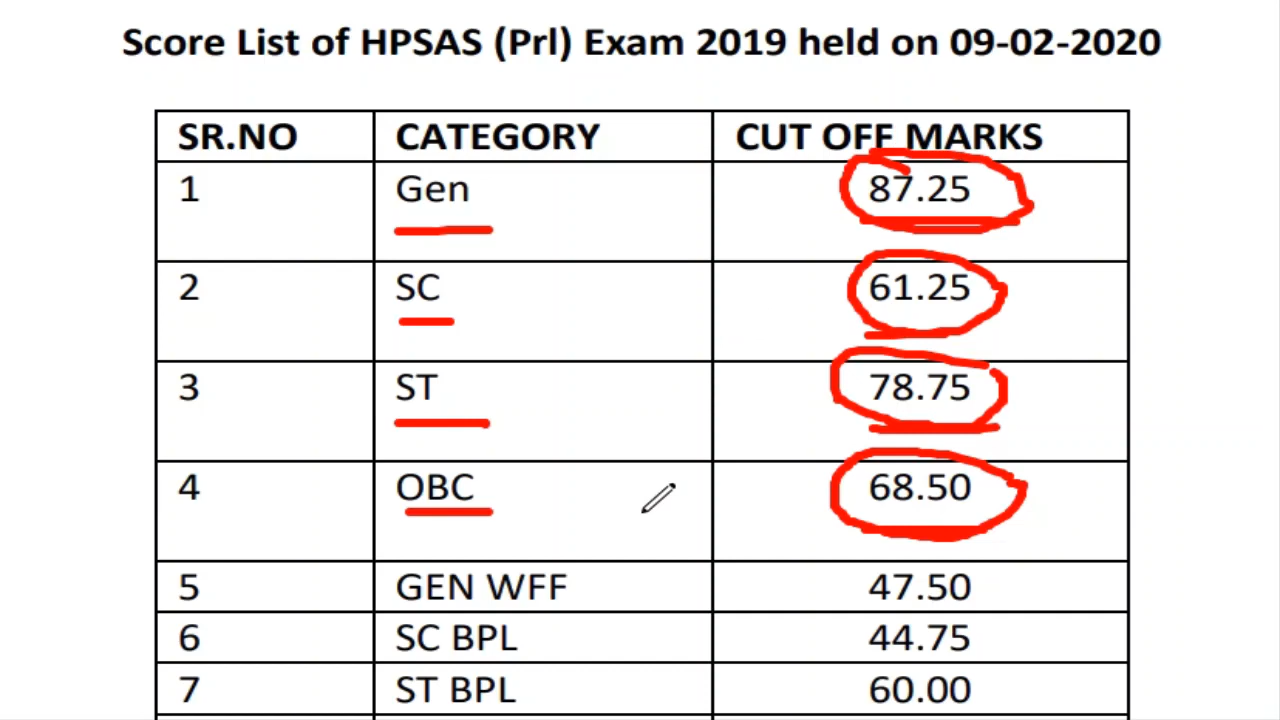 Score List of HPSAS (Prl) Exam 2019 held on 09-02-2020
SR.NO CATEGORY CUT OFF MARKS
1 Gen 87.25
2 SC 61.25
3 ST 78.75
4 OBC 68.50
5 GEN WFF 47.50
6 SC BPL 44.75
7 ST BPL 60.00